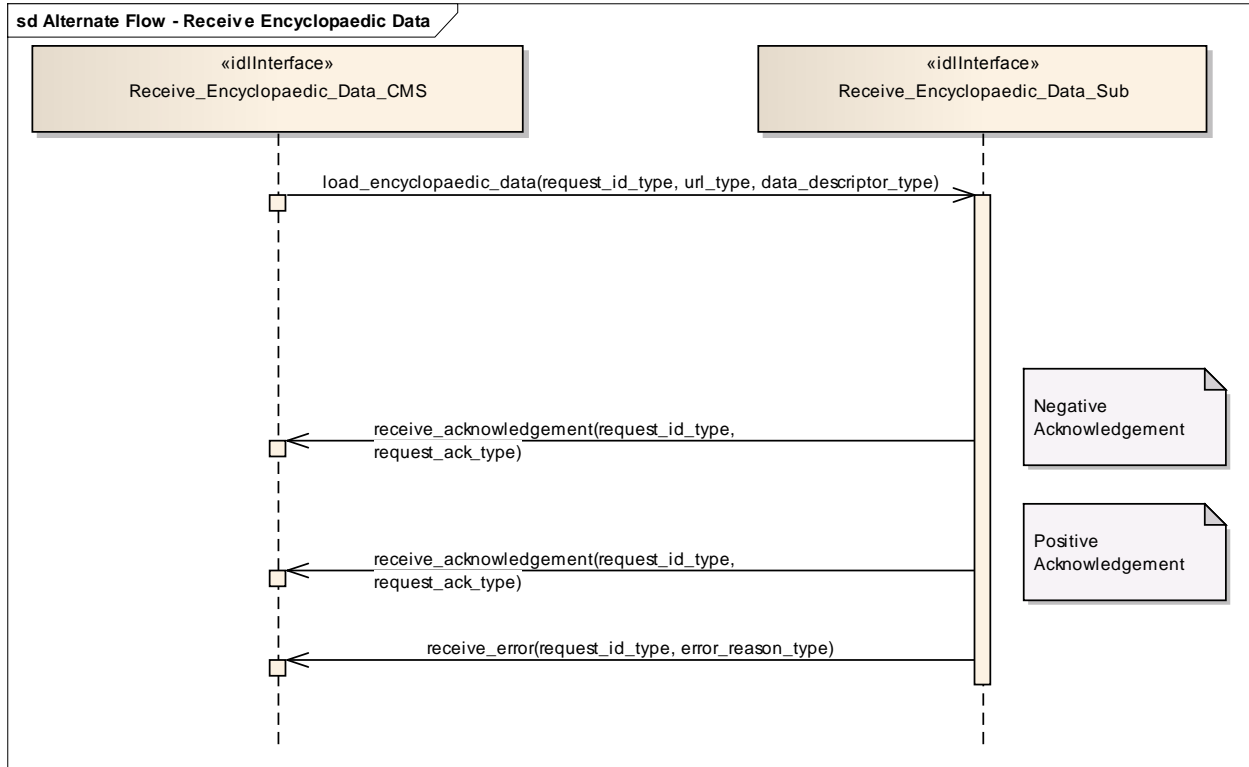 sd Alternate Flow - Receive Encyclopaedic Data
«idlInterface»
Receive_Encyclopaedic_Data_CMS
«idlInterface»
Receive_Encyclopaedic_Data_Sub
load_encyclopaedic_data(request_id_type, url_type, data_descriptor_type)
Negative
Acknowledgement
receive_acknowledgement(request_id_type,
request_ack_type)
Positive
Acknowledgement
receive_acknowledgement(request_id_type,
request_ack_type)
receive_error(request_id_type, error_reason_type)